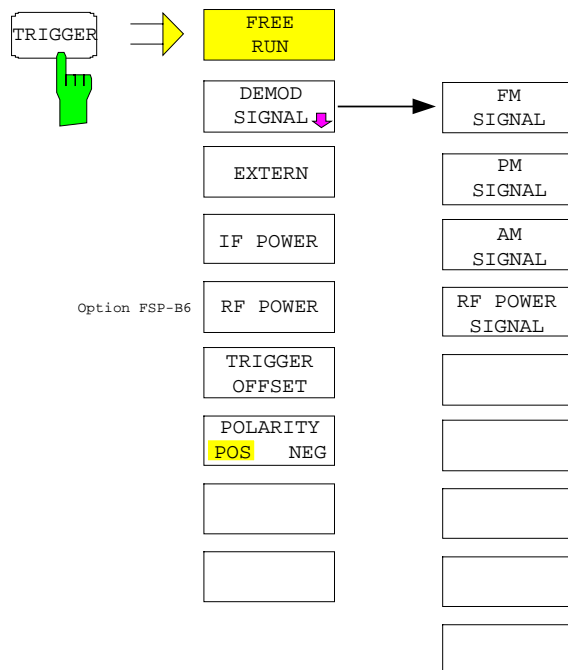 TRIGGER
FREE
RUN
DEMOD
SIGNAL
EXTERN
IF POWER
Option FSP-B6
RF POWER
TRIGGER
OFFSET
POLARITY
POS NEG
FM
SIGNAL
PM
SIGNAL
AM
SIGNAL
RF POWER
SIGNAL